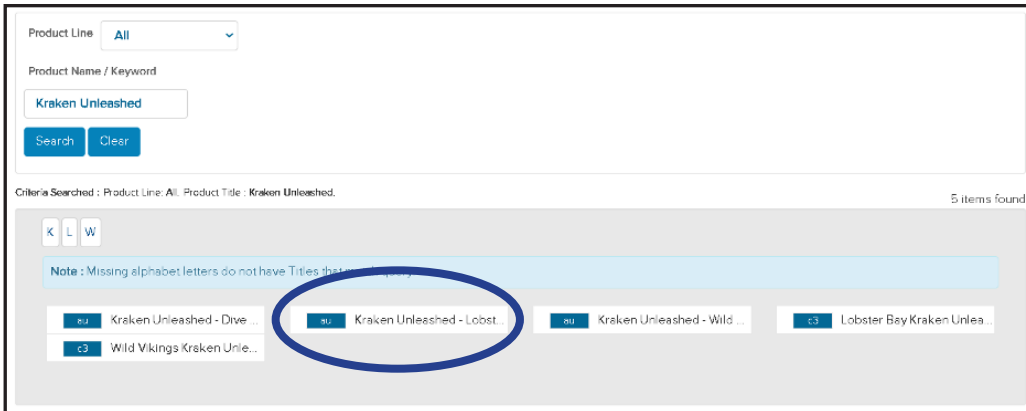 Product Line All
Product Name / Keyword
Kraken Unleashed
Search Clear
Criteria Searched : Product Line: All, Product Title : Kraken Unleashed.
5 items found
K L W
Note : Missing alphabet letters do not have Titles that
au Kraken Unleashed - Dive ...
au Kraken Unleashed - Lobst...
au Kraken Unleashed - Wild ...
c3 Lobster Bay Kraken Unlea...
c3 Wild Vikings Kraken Unle...